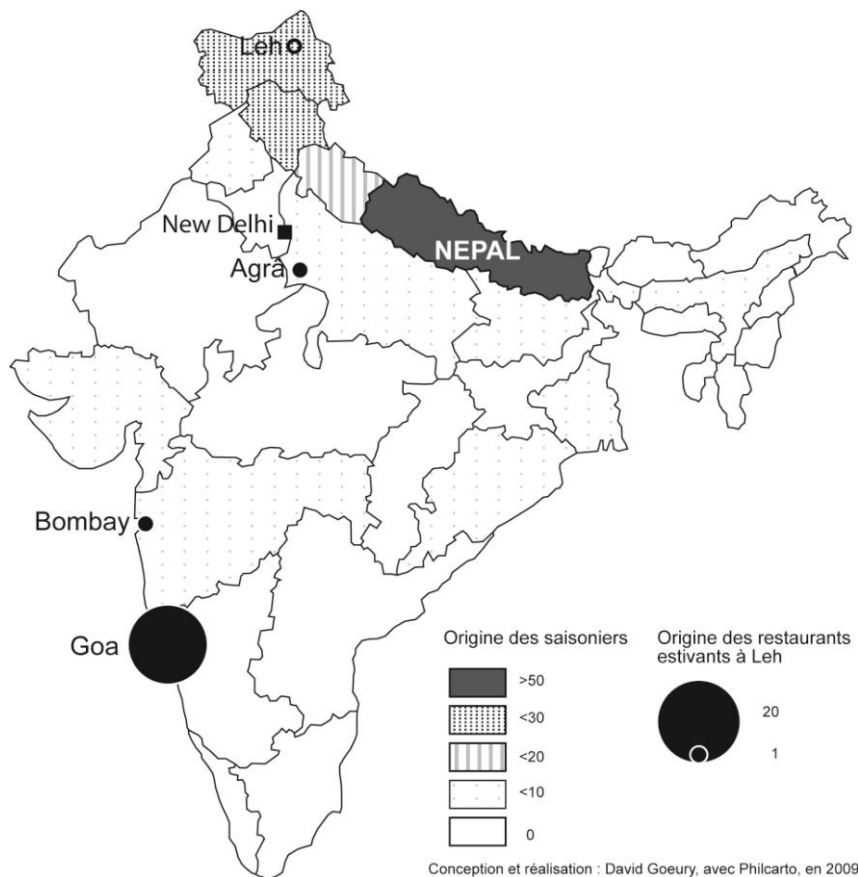 Leh
New Delhi
NEPAL
Agrâ
Bombay
Goa
Origine des saisoniers
>50
<30
<20
<10
0
Origine des restaurants
estivants à Leh
20
1
Conception et réalisation : David Goeury, avec Philcarto, en 2009